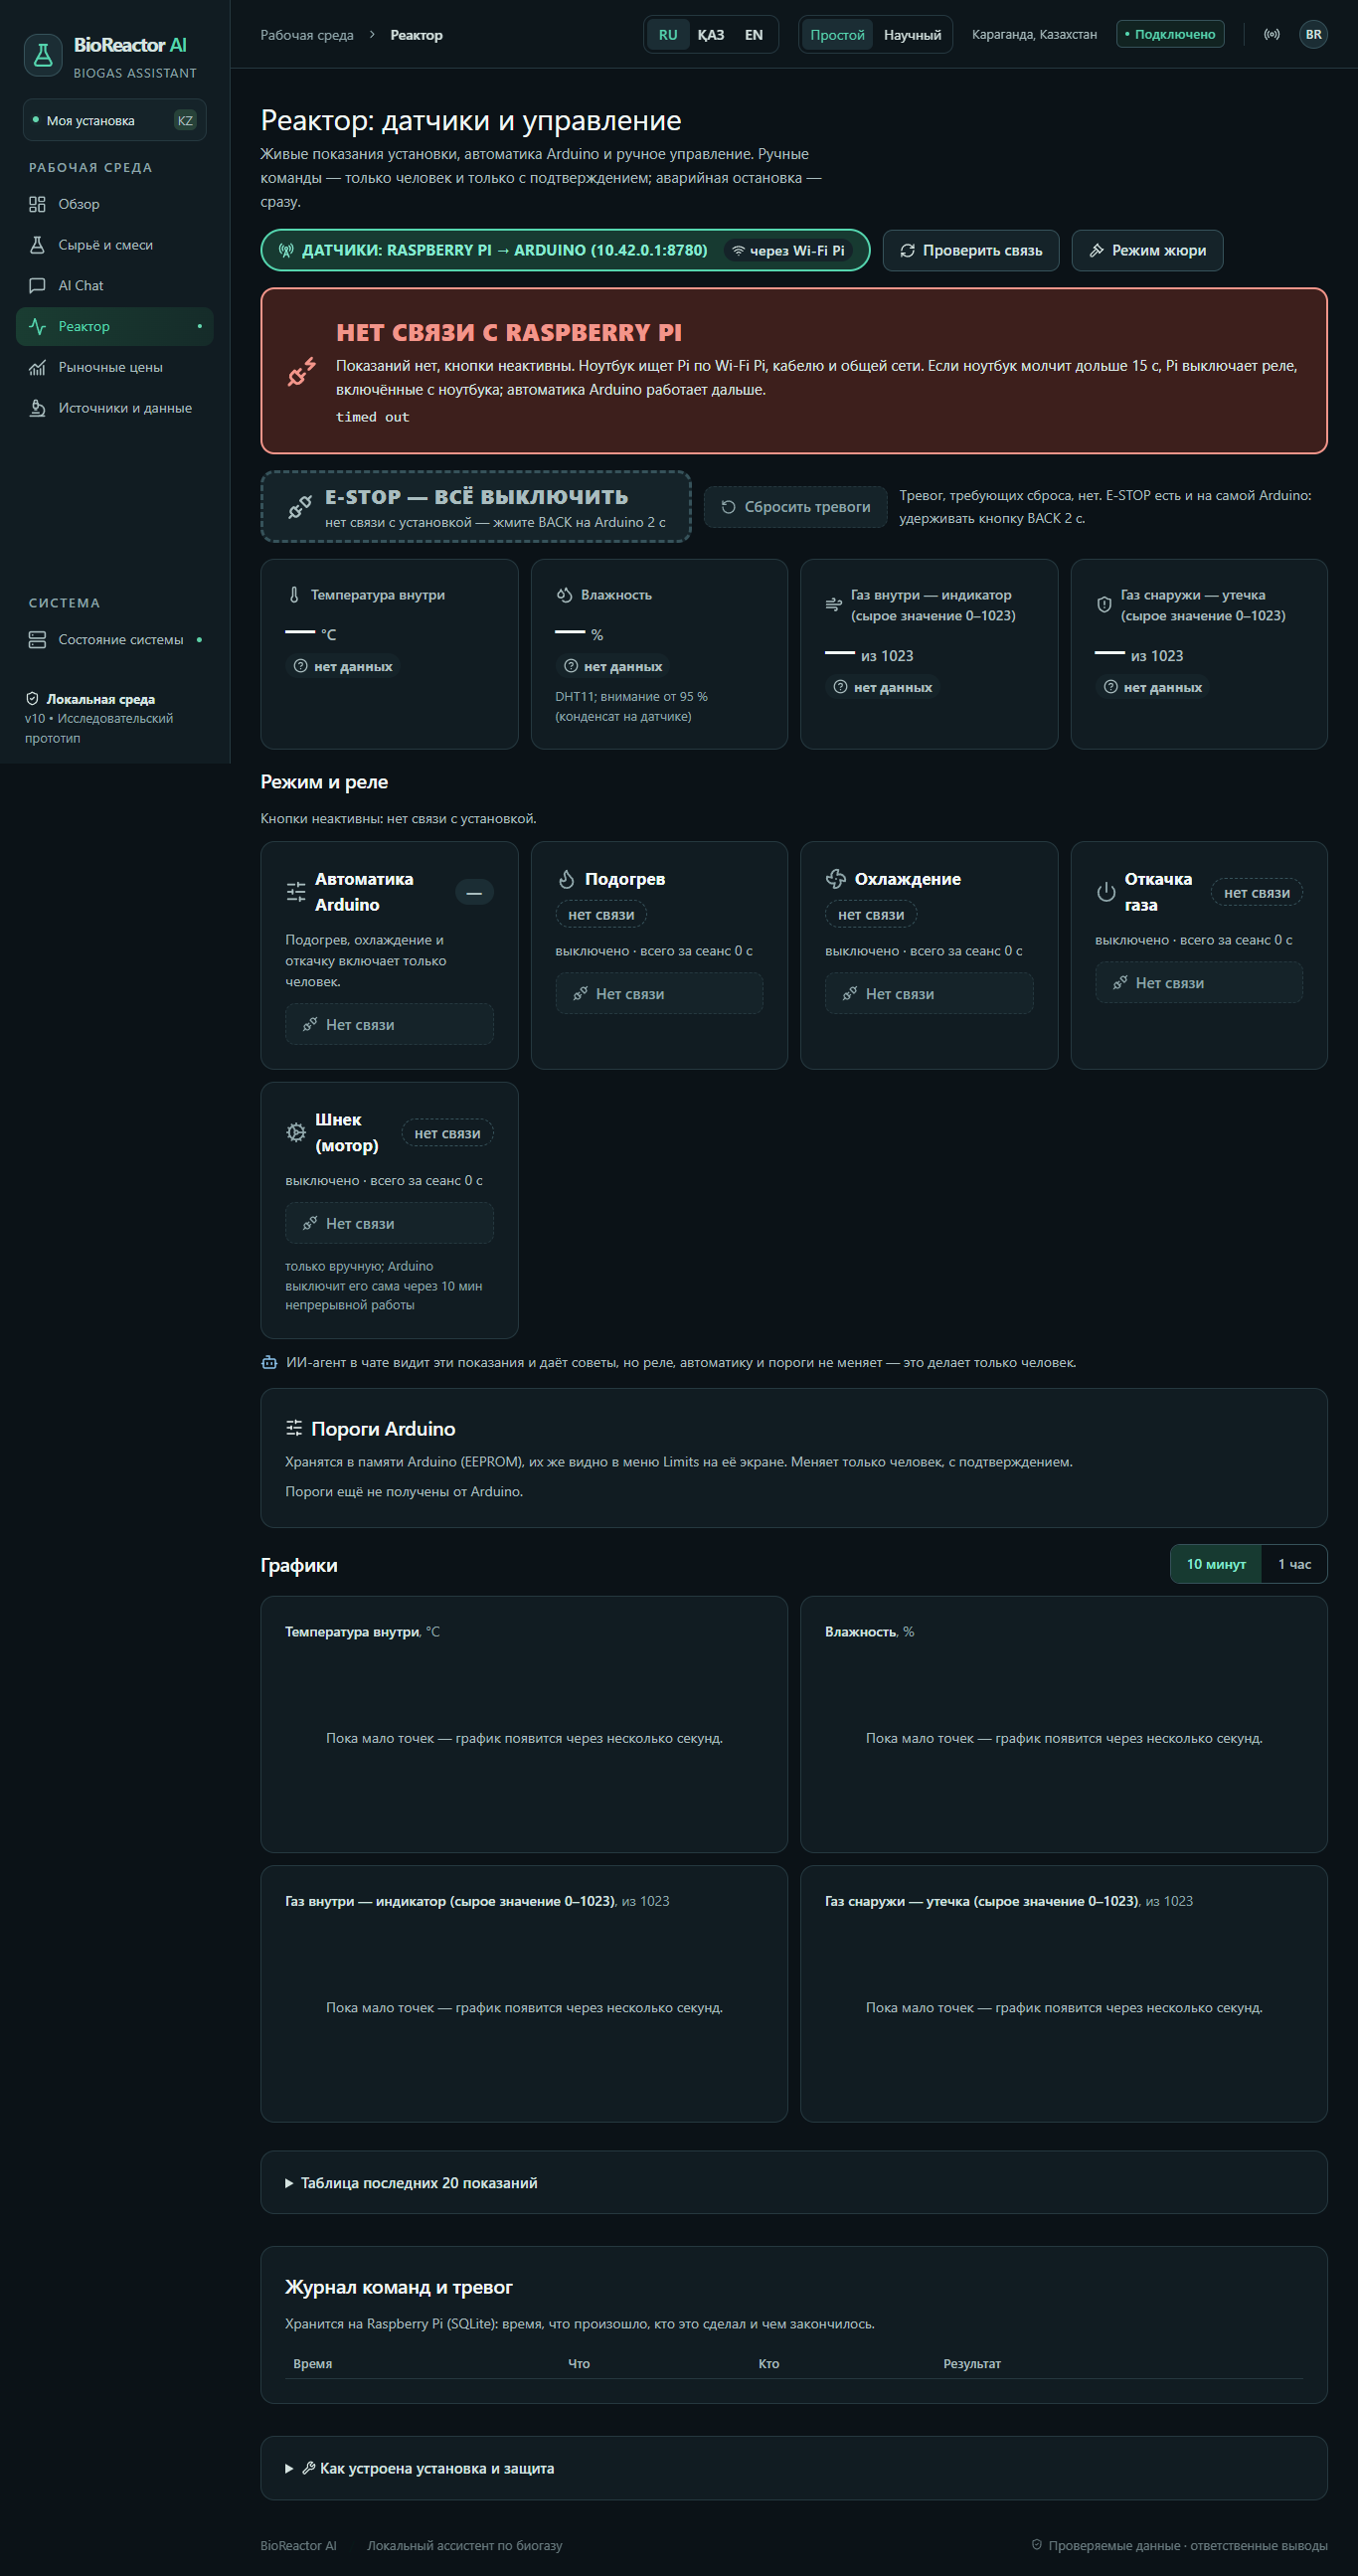 BioReactor AI
BIOGAS ASSISTANT
Моя установка
KZ
РАБОЧАЯ СРЕДА
Обзор
Сырьё и смеси
AI Chat
Реактор
Рыночные цены
Источники и данные
СИСТЕМА
Состояние системы
Локальная среда
v10 • Исследовательский
прототип
Рабочая среда
Реактор
RU
ҚАЗ
EN
Простой
Научный
Караганда, Казахстан
Подключено
BR
Реактор: датчики и управление
Живые показания установки, автоматика Arduino и ручное управление. Ручные
команды — только человек и только с подтверждением; аварийная остановка —
сразу.
ДАТЧИКИ: RASPBERRY PI → ARDUINO (10.42.0.1:8780)
через Wi-Fi Pi
Проверить связь
Режим жюри
НЕТ СВЯЗИ С RASPBERRY PI
Показаний нет, кнопки неактивны. Ноутбук ищет Pi по Wi-Fi Pi, кабелю и общей сети. Если ноутбук молчит дольше 15 с, Pi выключает реле,
включённые с ноутбука; автоматика Arduino работает дальше.
timed out
E-STOP — ВСЁ ВЫКЛЮЧИТЬ
нет связи с установкой — жмите BACK на Arduino 2 с
Сбросить тревоги
Тревог, требующих сброса, нет. E-STOP есть и на самой Arduino:
удерживать кнопку BACK 2 с.
Температура внутри
— °C
нет данных
Влажность
— %
нет данных
DHT11; внимание от 95 %
(конденсат на датчике)
Газ внутри — индикатор
(сырое значение 0–1023)
— из 1023
нет данных
Газ снаружи — утечка
(сырое значение 0–1023)
— из 1023
нет данных
Режим и реле
Кнопки неактивны: нет связи с установкой.
Автоматика
Arduino
—
Подогрев, охлаждение и
откачку включает только
человек.
Нет связи
Подогрев
нет связи
выключено · всего за сеанс 0 с
Нет связи
Охлаждение
нет связи
выключено · всего за сеанс 0 с
Нет связи
Откачка
газа
нет связи
выключено · всего за сеанс 0 с
Нет связи
Шнек
(мотор)
нет связи
выключено · всего за сеанс 0 с
Нет связи
только вручную; Arduino
выключит его сама через 10 мин
непрерывной работы
ИИ-агент в чате видит эти показания и даёт советы, но реле, автоматику и пороги не меняет — это делает только человек.
Пороги Arduino
Хранятся в памяти Arduino (EEPROM), их же видно в меню Limits на её экране. Меняет только человек, с подтверждением.
Пороги ещё не получены от Arduino.
Графики
10 минут
1 час
Температура внутри, °C
Пока мало точек — график появится через несколько секунд.
Влажность, %
Пока мало точек — график появится через несколько секунд.
Газ внутри — индикатор (сырое значение 0–1023), из 1023
Пока мало точек — график появится через несколько секунд.
Газ снаружи — утечка (сырое значение 0–1023), из 1023
Пока мало точек — график появится через несколько секунд.
Таблица последних 20 показаний
Журнал команд и тревог
Хранится на Raspberry Pi (SQLite): время, что произошло, кто это сделал и чем закончилось.
Время
Что
Кто
Результат
Как устроена установка и защита
BioReactor AI
Локальный ассистент по биогазу
Проверяемые данные · ответственные выводы